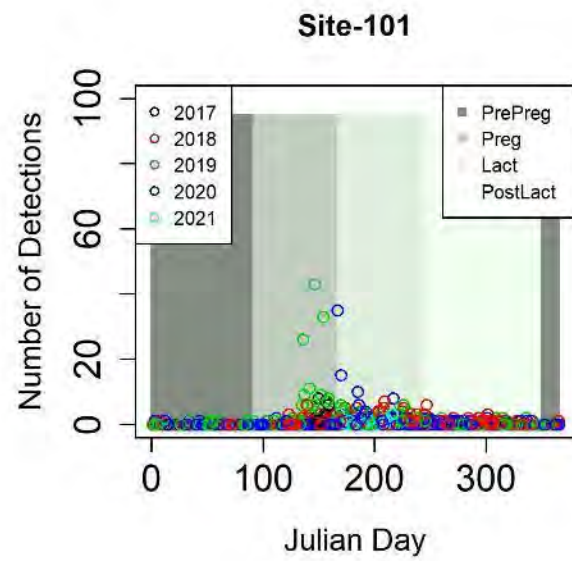 Site-101
Number of Detections
100
60
20
0
2017
2018
2019
2020
2021
PrePreg
Preg
Lact
PostLact
0 100 200 300
Julian Day